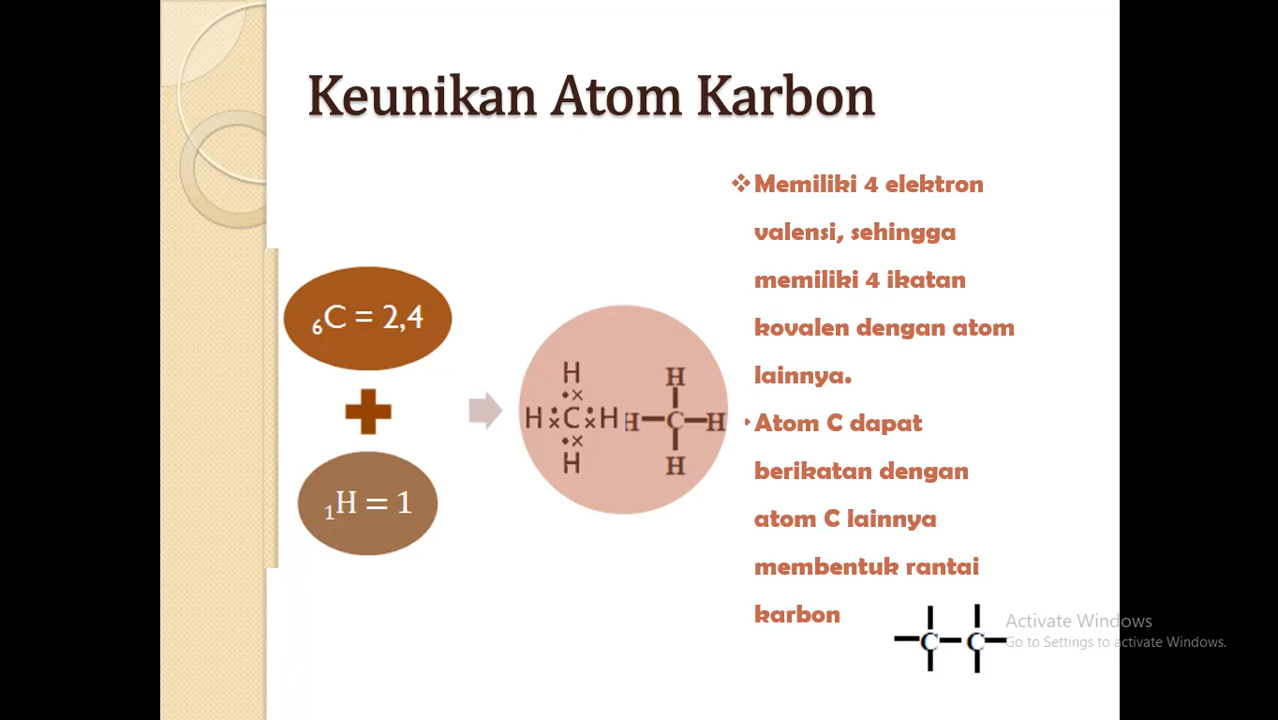 Keunikan Atom Karbon
❖Memiliki 4 elektron
valensi, sehingga
memiliki 4 ikatan
kovalen dengan atom
lainnya.
Atom C dapat
berikatan dengan
atom C lainnya
membentuk rantai
karbon
₆C = 2,4
₁H = 1
H
H C H
H
H
H C H
H
C C
Activate Windows
Go to Settings to activate Windows.